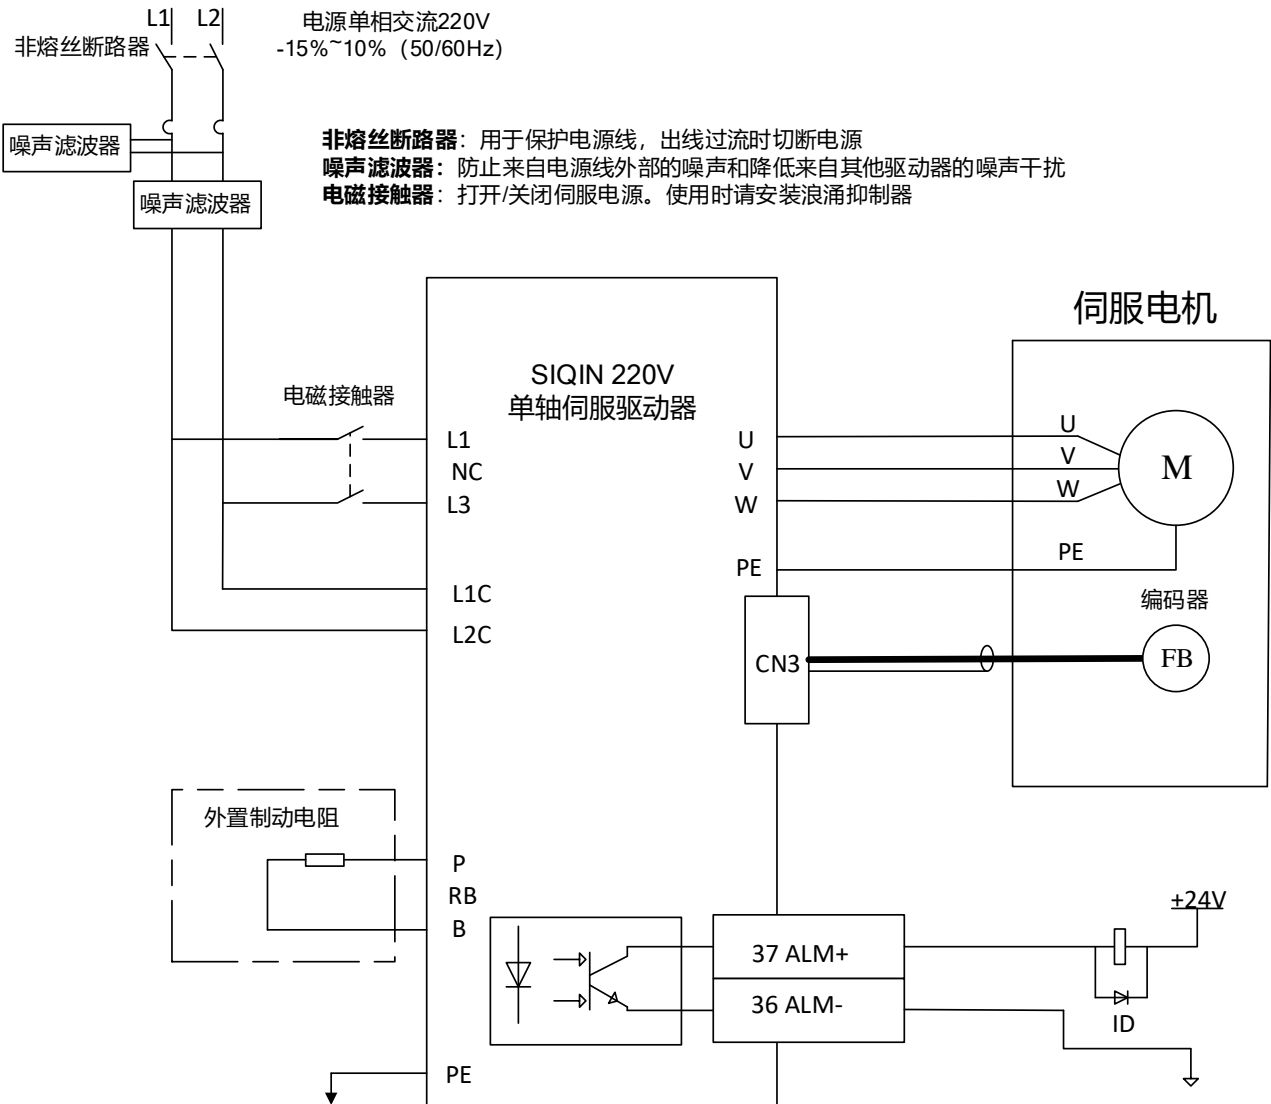 L1 L2
电源单相交流220V
非熔丝断路器
-15%~10%（50/60Hz）
噪声滤波器
非熔丝断路器：用于保护电源线，出线过流时切断电源
噪声滤波器：防止来自电源线外部的噪声和降低来自其他驱动器的噪声干扰
电磁接触器：打开/关闭伺服电源。使用时请安装浪涌抑制器
噪声滤波器
伺服电机
SIQIN 220V
单轴伺服驱动器
电磁接触器
L1
NC
L3
L1C
L2C
U
V
W
PE
U
V
W
M
PE
编码器
CN3
FB
外置制动电阻
P
RB
B
+24V
37 ALM+
36 ALM-
ID
PE